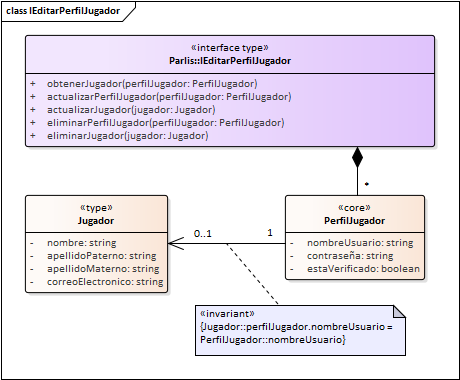 class IEditarPerfilJugador
«interface type»
Parlis::IEditarPerfilJugador
+ obtenerJugador(perfilJugador: PerfilJugador)
+ actualizarPerfilJugador(perfilJugador: PerfilJugador)
+ actualizarJugador(jugador: Jugador)
+ eliminarPerfilJugador(perfilJugador: PerfilJugador)
+ eliminarJugador(jugador: Jugador)
*
«type»
Jugador
- nombre: string
- apellidoPaterno: string
- apellidoMaterno: string
- correoElectronico: string
0..1
1
«core»
PerfilJugador
- nombreUsuario: string
- contraseña: string
- estaVerificado: boolean
«invariant»
{Jugador::perfilJugador.nombreUsuario =
PerfilJugador::nombreUsuario}